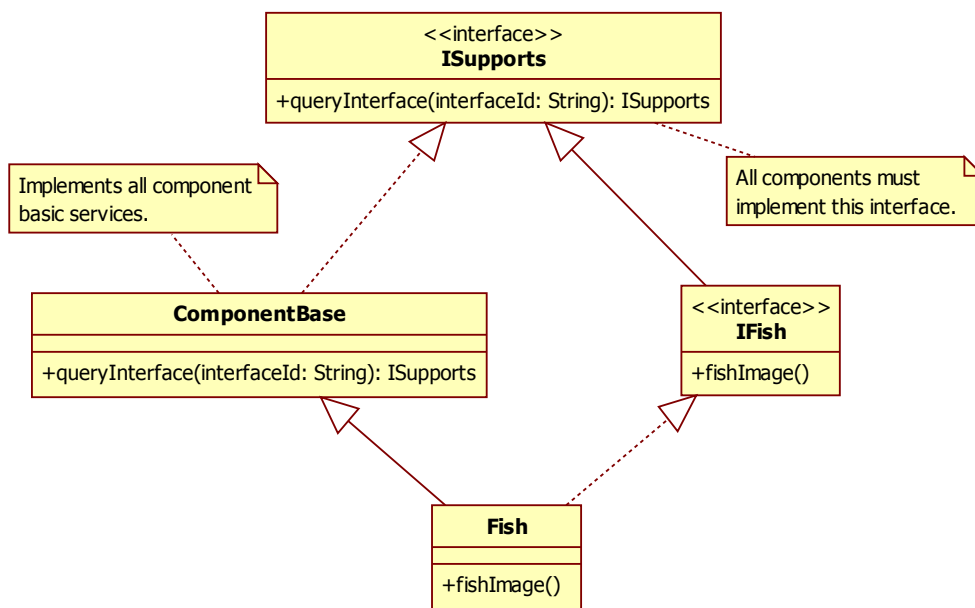 <<interface>>
ISupports
+queryInterface(interfaceId: String): ISupports
Implements all component
basic services.
All components must
implement this interface.
ComponentBase
+queryInterface(interfaceId: String): ISupports
<<interface>>
IFish
+fishImage()
Fish
+fishImage()